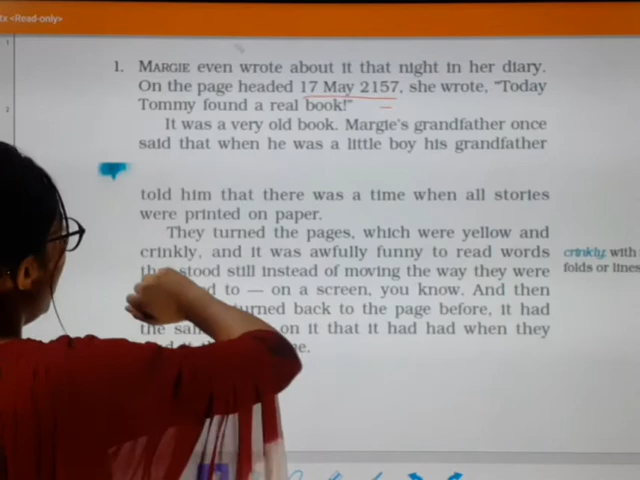 tx <Read-only>
1
2
1. MARGIE even wrote about it that night in her diary.
On the page headed 17 May 2157, she wrote, "Today
Tommy found a real book!"
It was a very old book. Margie's grandfather once
said that when he was a little boy his grandfather
told him that there was a time when all stories
were printed on paper.
They turned the pages, which were yellow and
crinkly, and it was awfully funny to read words
crinkly: with
stood still instead of moving the way they were
folds or lines
to — on a screen, you know. And then
back to the page before, it had
the on it that it had had when they